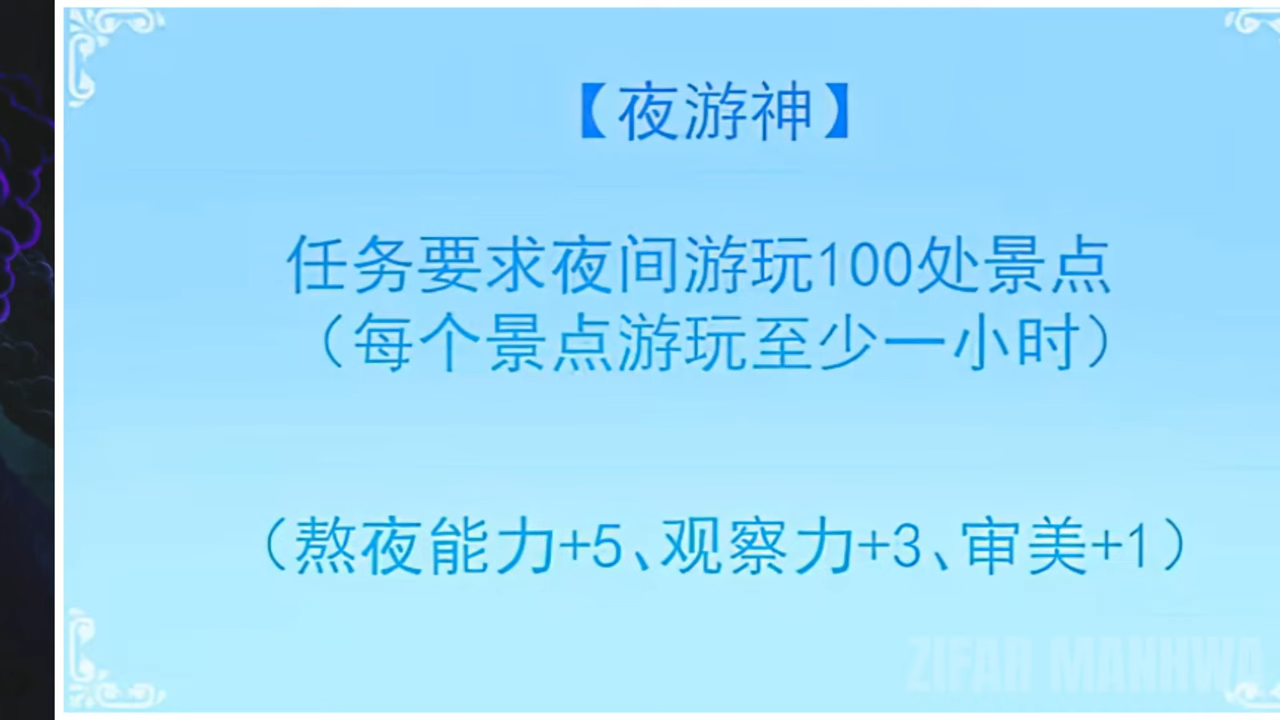 【夜游神】
任务要求夜间游玩100处景点
（每个景点游玩至少一小时）
（熬夜能力+5、观察力+3、审美+1）
ZIFAR MANHWA